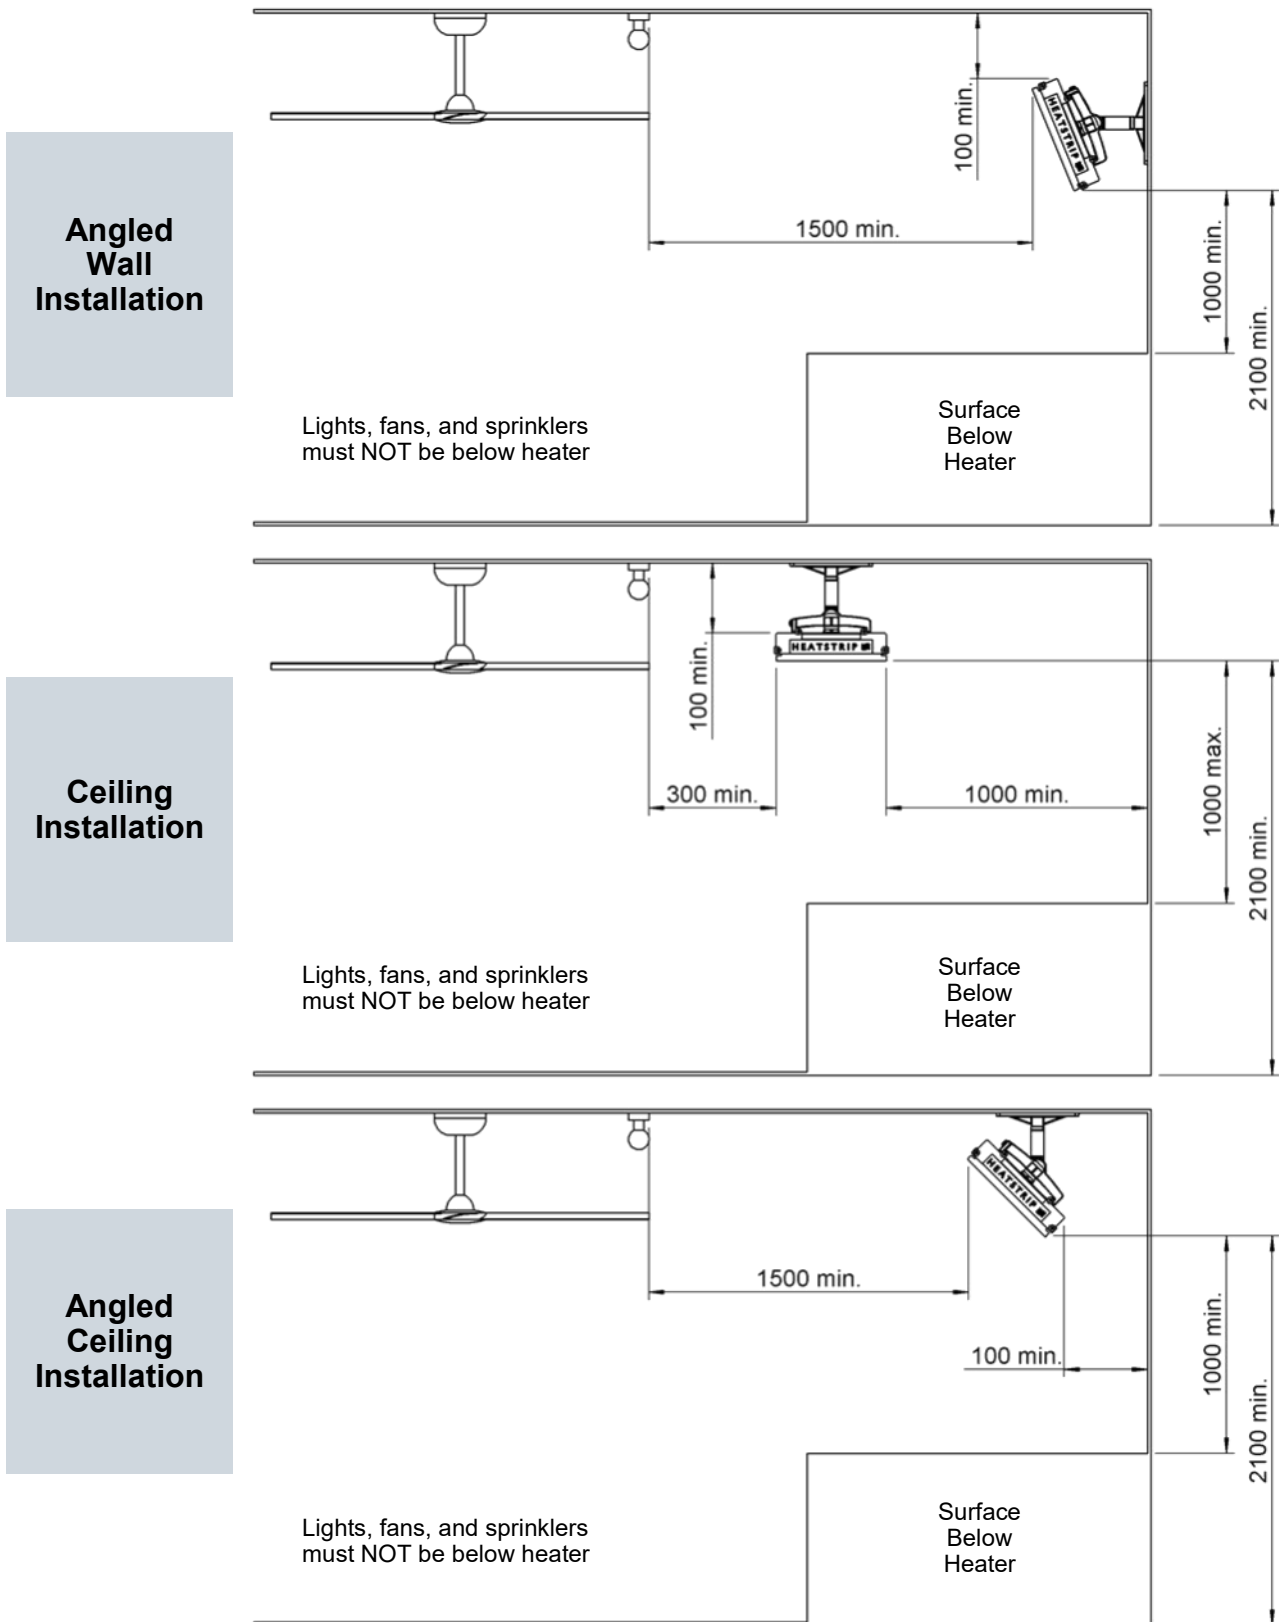 100 min.
HEATSTRIP
Angled
Wall
Installation
1500 min.
1000 min.
2100 min.
Lights, fans, and sprinklers
must NOT be below heater
Surface
Below
Heater
HEATSTRIP
100 min.
Ceiling
Installation
300 min.
1000 min.
1000 max.
2100 min.
Lights, fans, and sprinklers
must NOT be below heater
Surface
Below
Heater
HEATSTRIP
Angled
Ceiling
Installation
1500 min.
100 min.
1000 min.
2100 min.
Lights, fans, and sprinklers
must NOT be below heater
Surface
Below
Heater